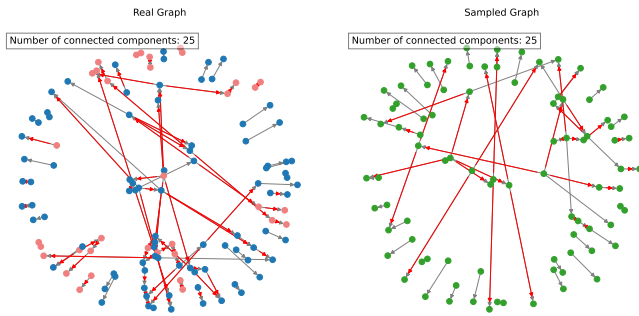 Real Graph
Sampled Graph
Number of connected components: 25
Number of connected components: 25